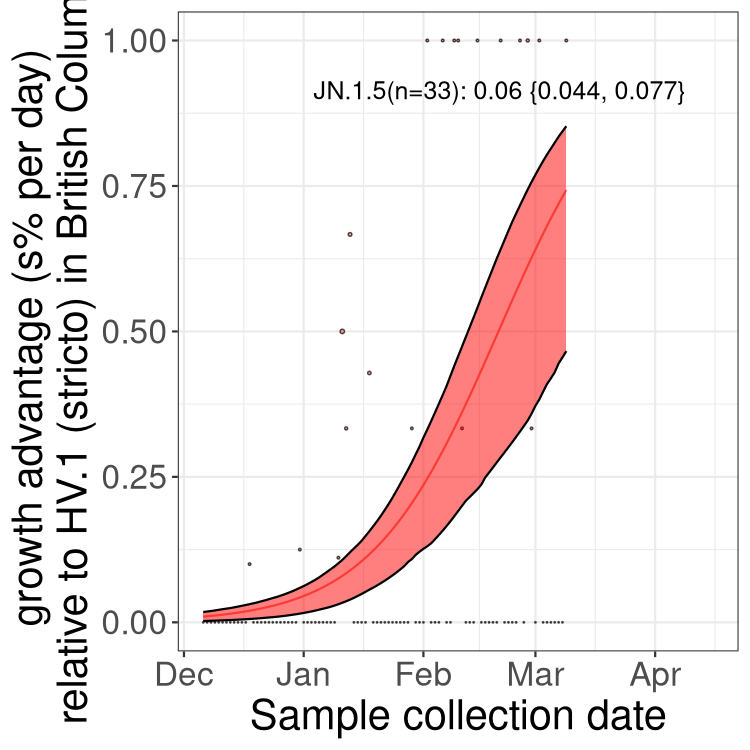 growth advantage (s% per day)
relative to HV.1 (stricto) in British Colum
1.00
0.75
0.50
0.25
0.00
JN.1.5(n=33): 0.06 {0.044, 0.077}
Dec Jan Feb Mar Apr
Sample collection date